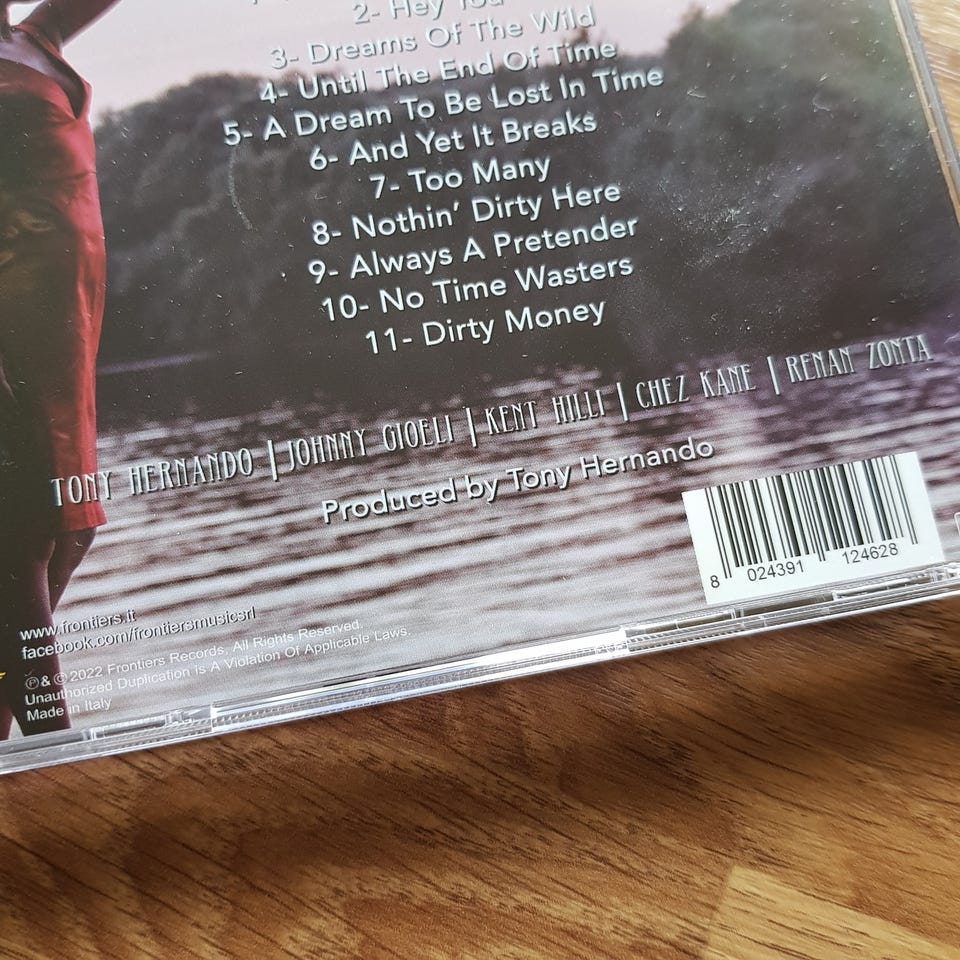 2- Hey You
3- Dreams Of The Wild
4- Until The End Of Time
5- A Dream To Be Lost In Time
6- And Yet It Breaks
7- Too Many
8- Nothin' Dirty Here
9- Always A Pretender
10- No Time Wasters
11- Dirty Money
TONY HERNANDO | JOHNNY GIOELI | KENT HILLI | CHEZ KANE | RENAN ZONTA
Produced by Tony Hernando
8 024391 124628
www.frontiers.it
facebook.com/frontiersmusicsrl
℗ & © 2022 Frontiers Records. All Rights Reserved.
Unauthorized Duplication Is A Violation Of Applicable Laws.
Made in Italy